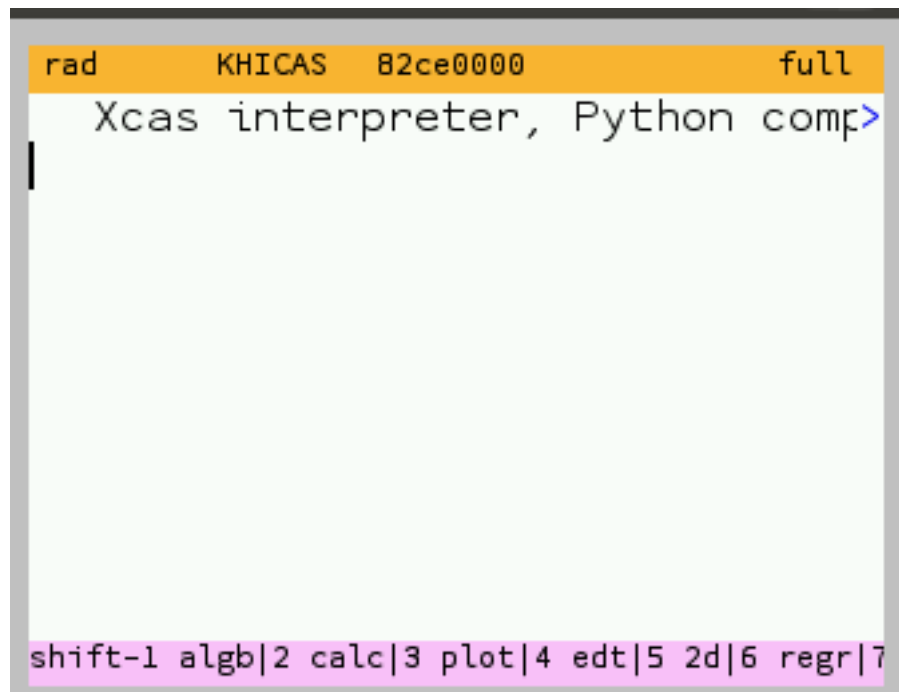 rad KHICAS 82ce0000 full
Xcas interpreter, Python comp>
shift-1 algb|2 calc|3 plot|4 edt|5 2d|6 regr|7